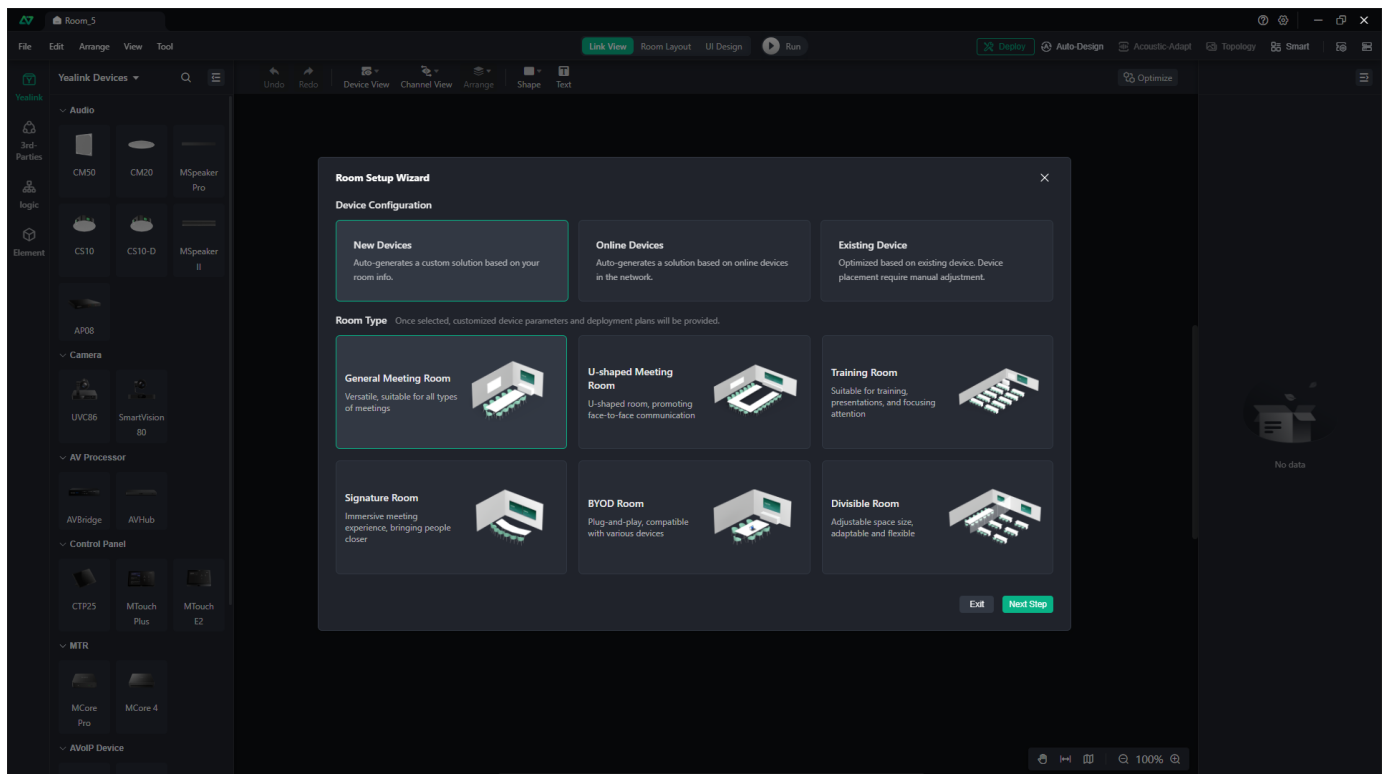 Room_5
File Edit Arrange View Tool
Link View Room Layout UI Design Run
Deploy Auto-Design Acoustic-Adapt Topology Smart
Yealink
3rd-
Parties
logic
Element
Yealink Devices
Undo Redo Device View Channel View Arrange Shape Text
Optimize
Audio
CM50 CM20 MSpeaker
Pro
CS10 CS10-D MSpeaker
II
AP08
Camera
UVC86 SmartVision
80
AV Processor
AVBridge AVHub
Control Panel
CTP25 MTouch MTouch
Plus E2
MTR
MCore MCore 4
Pro
AVoIP Device
Room Setup Wizard
Device Configuration
New Devices
Auto-generates a custom solution based on your
room info.
Online Devices
Auto-generates a solution based on online devices
in the network.
Existing Device
Optimized based on existing device. Device
placement require manual adjustment.
Room Type Once selected, customized device parameters and deployment plans will be provided.
General Meeting Room
Versatile, suitable for all types
of meetings
U-shaped Meeting
Room
U-shaped room, promoting
face-to-face communication
Training Room
Suitable for training,
presentations, and focusing
attention
Signature Room
Immersive meeting
experience, bringing people
closer
BYOD Room
Plug-and-play, compatible
with various devices
Divisible Room
Adjustable space size,
adaptable and flexible
Exit Next Step
No data
100%